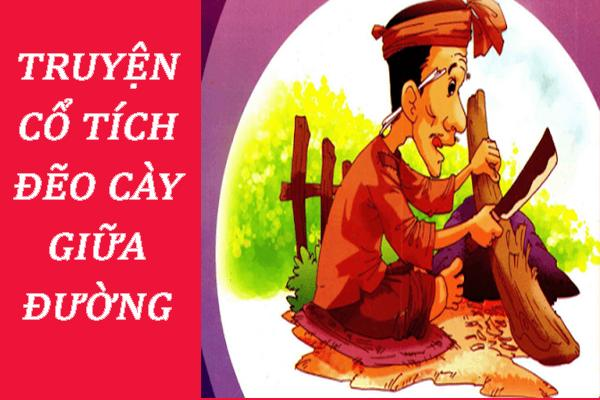 TRUYỆN
CỔ TÍCH
ĐẼO CÀY
GIỮA
ĐƯỜNG